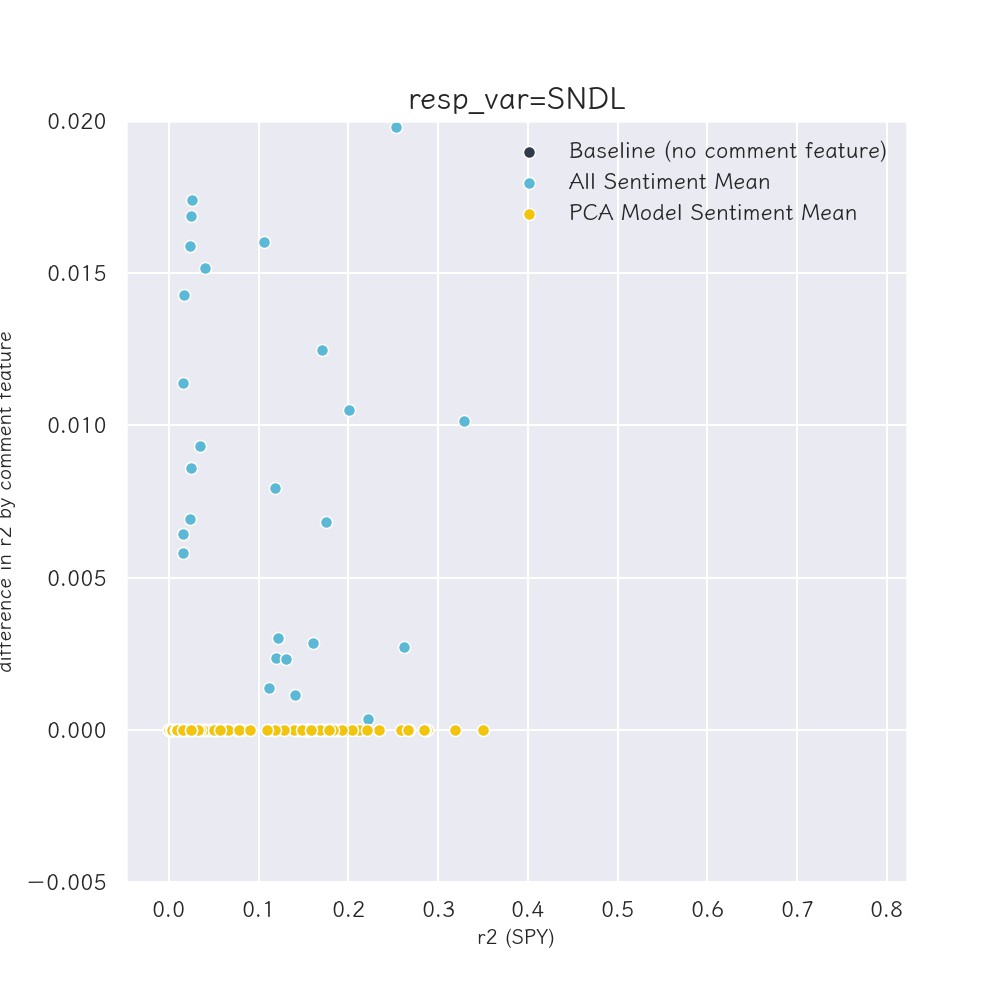 resp_var=SNDL
0.020
0.015
0.010
0.005
0.000
−0.005
difference in r2 by comment feature
Baseline (no comment feature)
All Sentiment Mean
PCA Model Sentiment Mean
0.0 0.1 0.2 0.3 0.4 0.5 0.6 0.7 0.8
r2 (SPY)